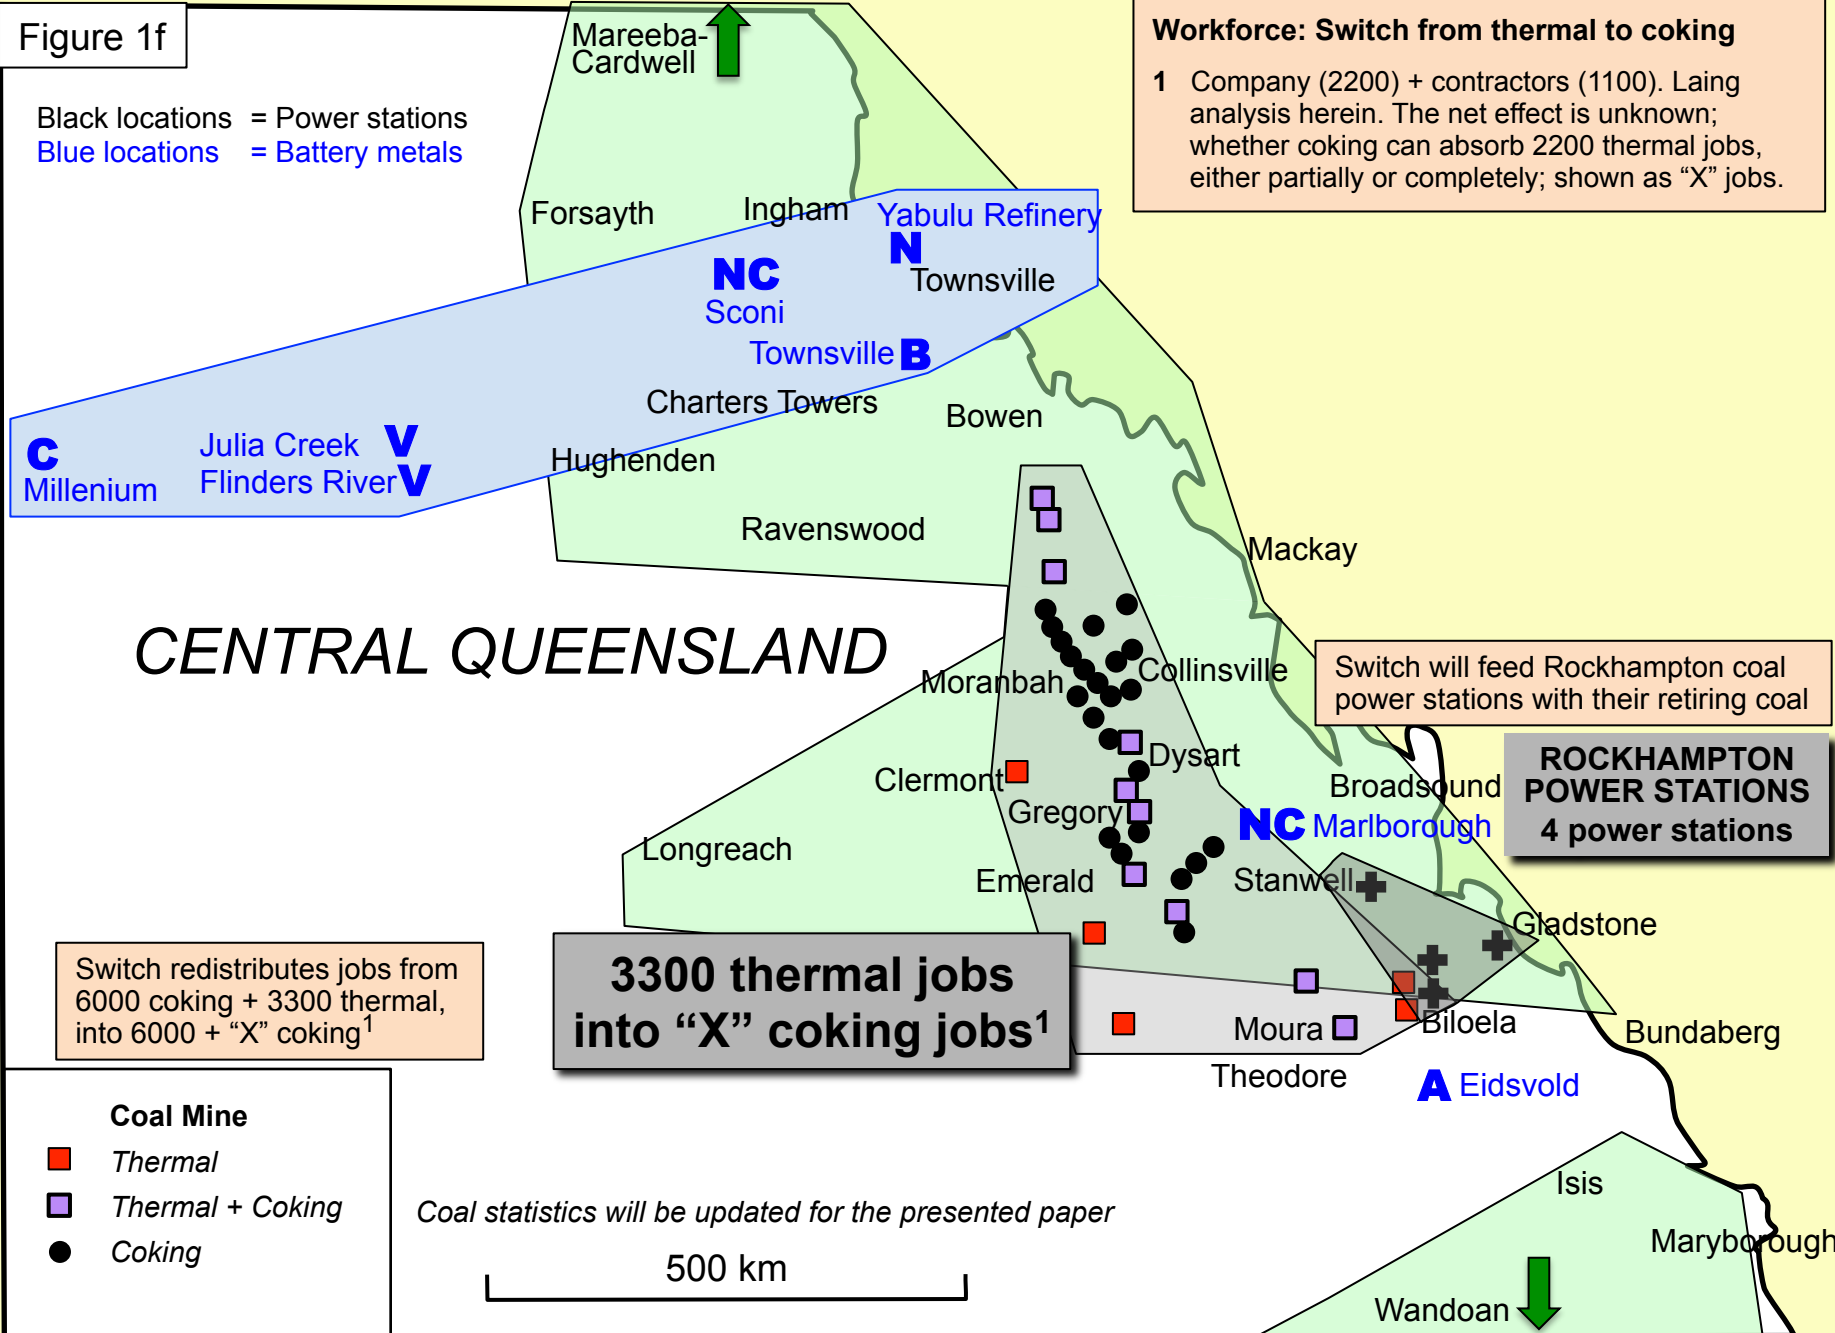 Figure 1f
Black locations = Power stations
Blue locations = Battery metals
Mareeba-
Cardwell
Workforce: Switch from thermal to coking
1 Company (2200) + contractors (1100). Laing
analysis herein. The net effect is unknown;
whether coking can absorb 2200 thermal jobs,
either partially or completely; shown as “X” jobs.
Forsayth
Ingham
Yabulu Refinery
N
Townsville
NC
Sconi
Townsville B
Charters Towers
Bowen
C
Millenium
Julia Creek V
Flinders River V
Hughenden
Ravenswood
Mackay
CENTRAL QUEENSLAND
Moranbah
Collinsville
Switch will feed Rockhampton coal
power stations with their retiring coal
Dysart
Clermont
Gregory
Broadsound
ROCKHAMPTON
POWER STATIONS
4 power stations
NC Marlborough
Longreach
Emerald
Stanwell
Gladstone
Switch redistributes jobs from
6000 coking + 3300 thermal,
into 6000 + “X” coking1
3300 thermal jobs
into “X” coking jobs1
Moura
Biloela
Bundaberg
Theodore
A Eidsvold
Coal Mine
Thermal
Thermal + Coking
Coking
Coal statistics will be updated for the presented paper
500 km
Isis
Maryborough
Wandoan